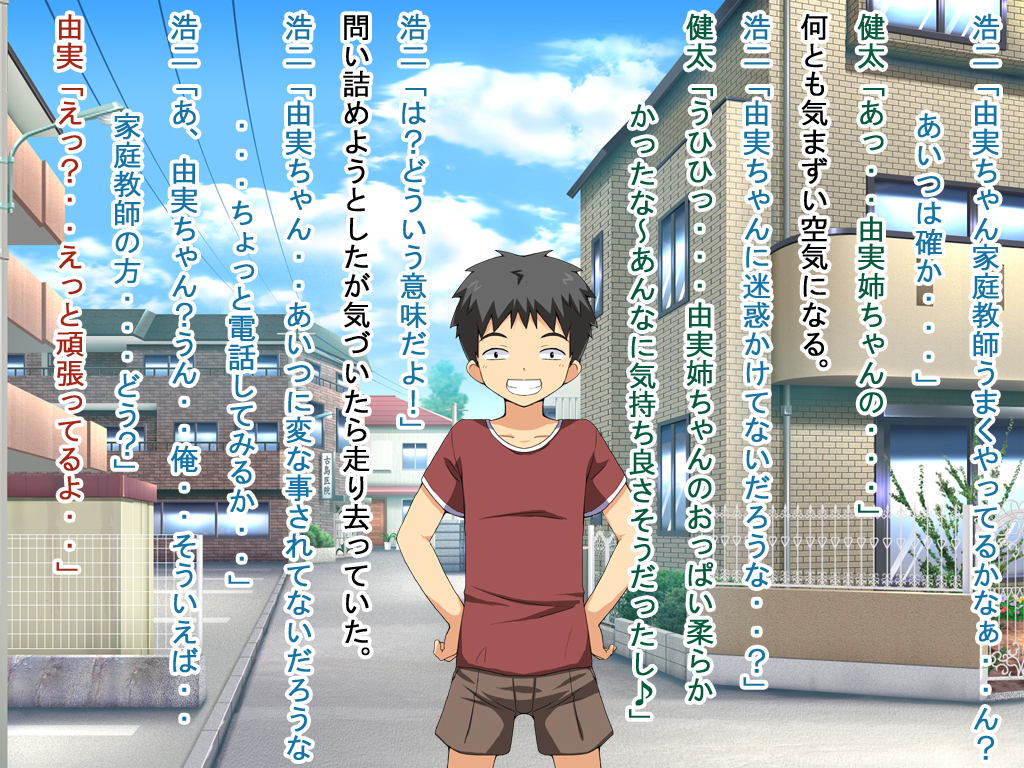 浩二「由実ちゃん家庭教師うまくやってるかなぁ・・ん？
あいつは確か・・・」
健太「あっ・・由実姉ちゃんの・・・」
何とも気まずい空気になる。
浩二「由実ちゃんに迷惑かけてないだろうな・・？」
健太「うひひっ・・・由実姉ちゃんのおっぱい柔らか
かったな～あんなに気持ち良さそうだったし♪」
浩二「は？どういう意味だよ！」
問い詰めようとしたが気づいたら走り去っていた。
浩二「由実ちゃん・・あいつに変な事されてないだろうな
・・・ちょっと電話してみるか・・」
浩二「あ、由実ちゃん？うん・・俺・・そういえば・・
家庭教師の方・・・どう？」
由実「えっ？・・えっと頑張ってるよ・・」
古島医院